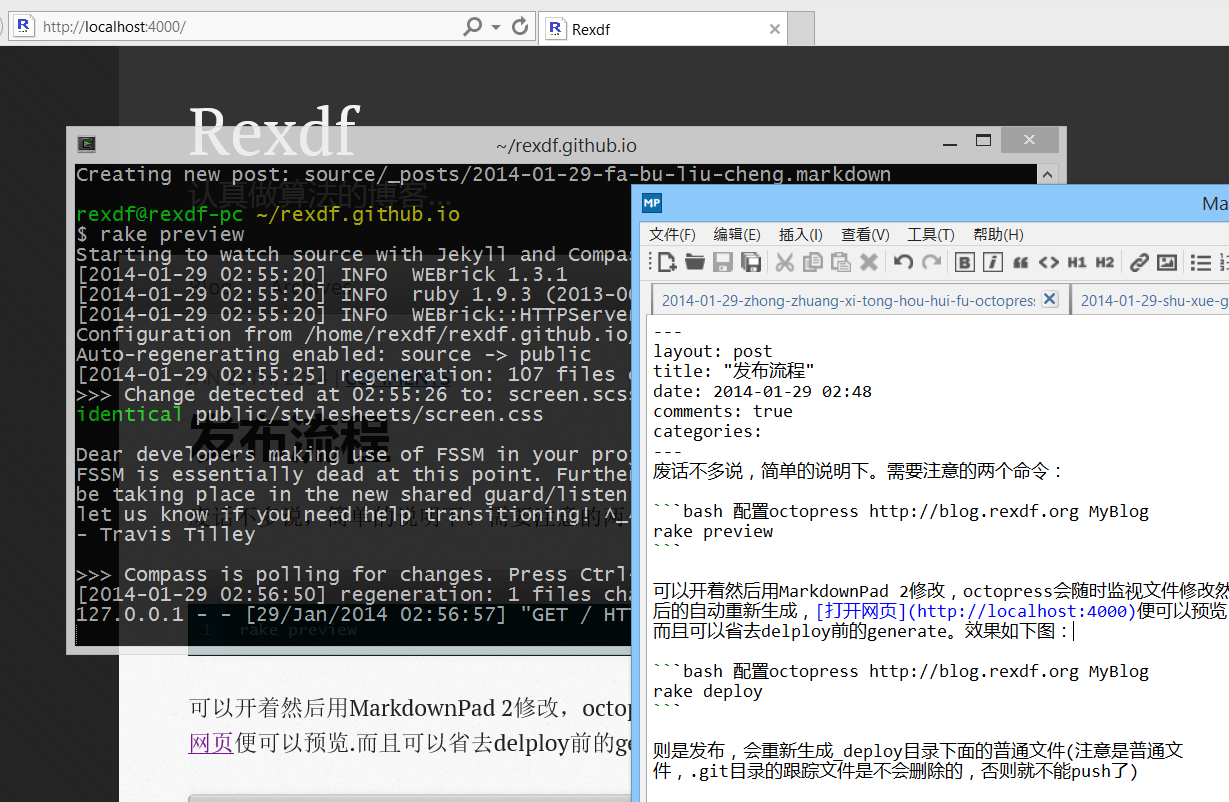 http://localhost:4000/
Rexdf
Rexdf
认真做算法的博客...
~/rexdf.github.io
Creating new post: source/_posts/2014-01-29-fa-bu-liu-cheng.markdown
rexdf@rexdf-pc ~/rexdf.github.io
$ rake preview
Starting to watch source with Jekyll and Compas
[2014-01-29 02:55:20] INFO  WEBrick 1.3.1
[2014-01-29 02:55:20] INFO  ruby 1.9.3 (2013-0
[2014-01-29 02:55:20] INFO  WEBrick::HTTPServer
Configuration from /home/rexdf/rexdf.github.io/
Auto-regenerating enabled: source -> public
[2014-01-29 02:55:25] regeneration: 107 files c
>>> Change detected at 02:55:26 to: screen.scss
identical public/stylesheets/screen.css
发布流程
Dear developers making use of FSSM in your proj
FSSM is essentially dead at this point. Further
be taking place in the new shared guard/listen
let us know if you need help transitioning! ^_
- Travis Tilley
废话不多说，简单的说明下。需要注意的两
>>> Compass is polling for changes. Press Ctrl-
[2014-01-29 02:56:50] regeneration: 1 files cha
127.0.0.1 - - [29/Jan/2014 02:56:57] "GET / HTT
1 rake preview
可以开着然后用MarkdownPad 2修改，octop
网页便可以预览.而且可以省去delploy前的ge
MP
Ma
文件(F) 编辑(E) 插入(I) 查看(V) 工具(T) 帮助(H)
B i H1 H2
2014-01-29-zhong-zhuang-xi-tong-hou-hui-fu-octopres
2014-01-29-shu-xue-g
---
layout: post
title: "发布流程"
date: 2014-01-29 02:48
comments: true
categories:
---
废话不多说，简单的说明下。需要注意的两个命令：
```bash 配置octopress http://blog.rexdf.org MyBlog
rake preview
```
可以开着然后用MarkdownPad 2修改，octopress会随时监视文件修改然
后的自动重新生成，[打开网页](http://localhost:4000)便可以预览
而且可以省去delploy前的generate。效果如下图：
```bash 配置octopress http://blog.rexdf.org MyBlog
rake deploy
```
则是发布，会重新生成_deploy目录下面的普通文件(注意是普通文
件，.git目录的跟踪文件是不会删除的，否则就不能push了)